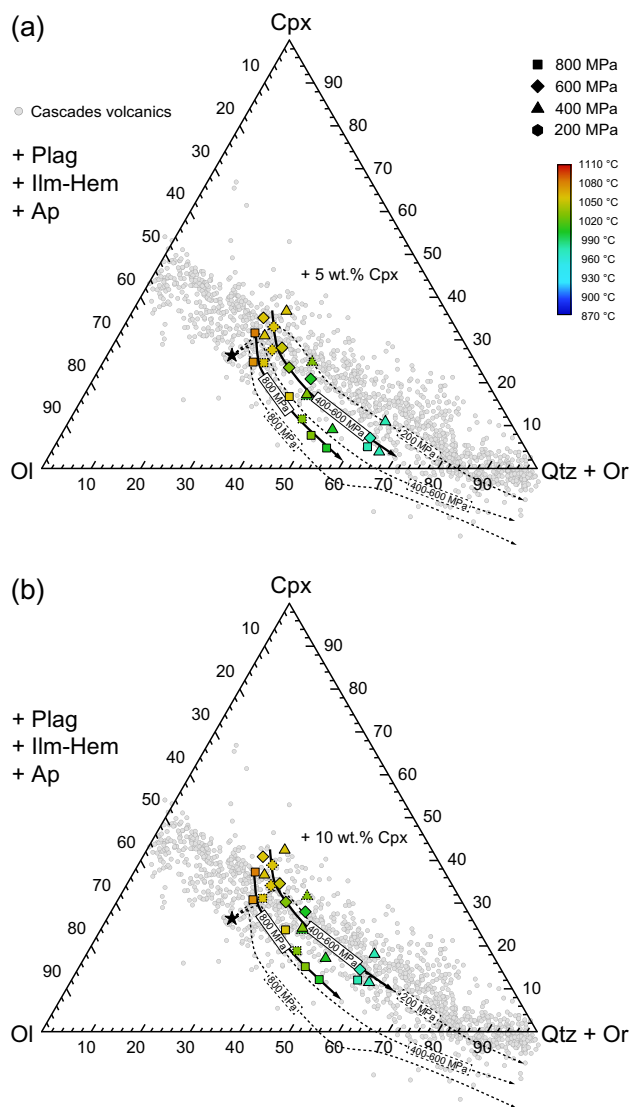 (a)
Cpx
Cascades volcanics
+ Plag
+ Ilm-Hem
+ Ap
800 MPa
600 MPa
400 MPa
200 MPa
1110 °C
1080 °C
1050 °C
1020 °C
990 °C
960 °C
930 °C
900 °C
870 °C
10
20
30
40
50
60
70
80
90
90
80
70
60
50
40
30
20
10
+ 5 wt.% Cpx
800 MPa
800 MPa
400-600 MPa
200 MPa
400-600 MPa
Ol
Qtz + Or
10
20
30
40
50
60
70
80
90
(b)
Cpx
+ Plag
+ Ilm-Hem
+ Ap
10
20
30
40
50
60
70
80
90
90
80
70
60
50
40
30
20
10
+ 10 wt.% Cpx
800 MPa
800 MPa
400-600 MPa
200 MPa
400-600 MPa
Ol
Qtz + Or
10
20
30
40
50
60
70
80
90